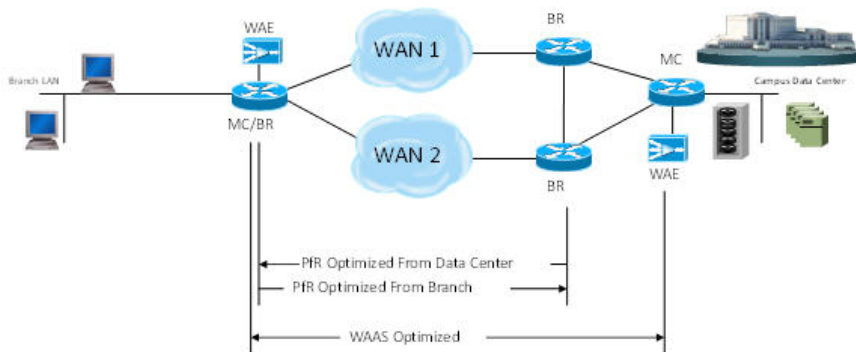 WAE
WAN 1
BR
MC
Branch LAN
Campus Data Center
MC/BR
WAN 2
BR
WAE
PfR Optimized From Data Center
PfR Optimized From Branch
WAAS Optimized